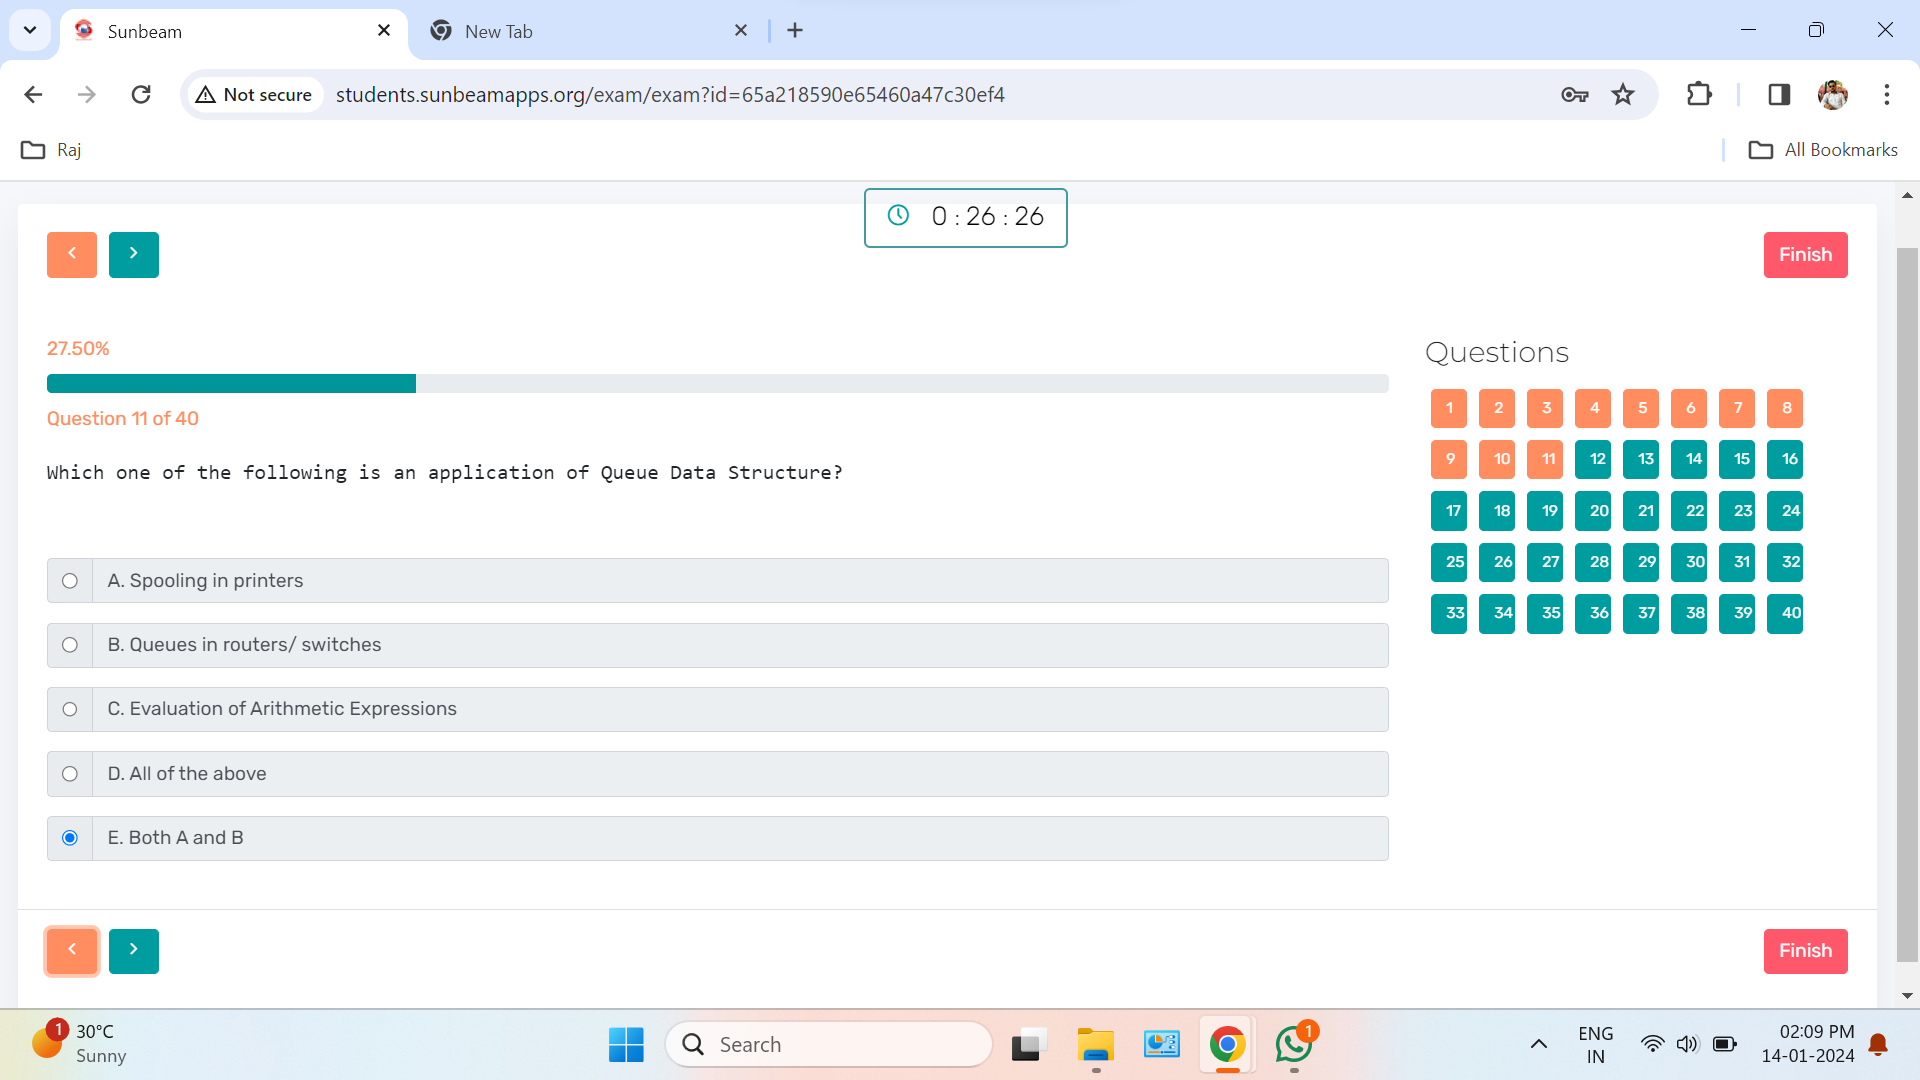 Sunbeam
New Tab
Not secure
students.sunbeamapps.org/exam/exam?id=65a218590e65460a47c30ef4
Raj
All Bookmarks
0 : 26 : 26
Finish
27.50%
Question 11 of 40
Which one of the following is an application of Queue Data Structure?
A. Spooling in printers
B. Queues in routers/ switches
C. Evaluation of Arithmetic Expressions
D. All of the above
E. Both A and B
Questions
1 2 3 4 5 6 7 8
9 10 11 12 13 14 15 16
17 18 19 20 21 22 23 24
25 26 27 28 29 30 31 32
33 34 35 36 37 38 39 40
Finish
1
30°C
Sunny
Search
1
ENG
IN
02:09 PM
14-01-2024